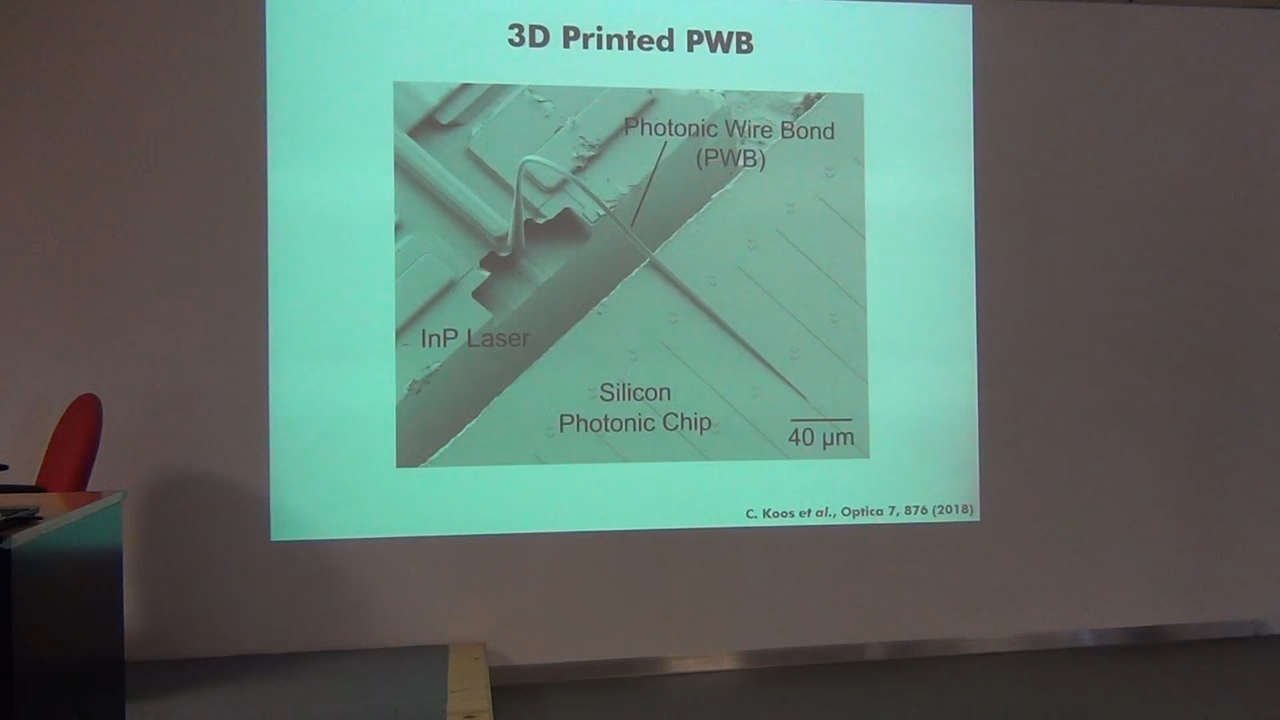 3D Printed PWB
Photonic Wire Bond
(PWB)
InP Laser
Silicon
Photonic Chip
40 µm
C. Koos et al., Optica 7, 876 (2018)